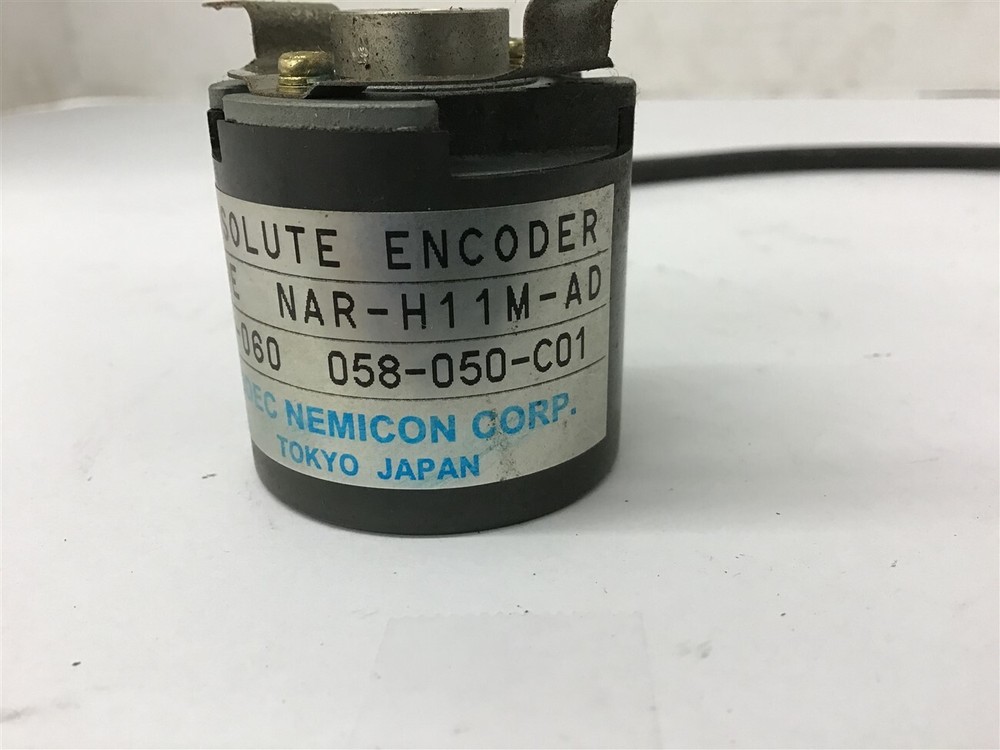 SOLUTE ENCODER
E NAR-H11M-AD
-060 058-050-C01
DEC NEMICON CORP.
TOKYO JAPAN